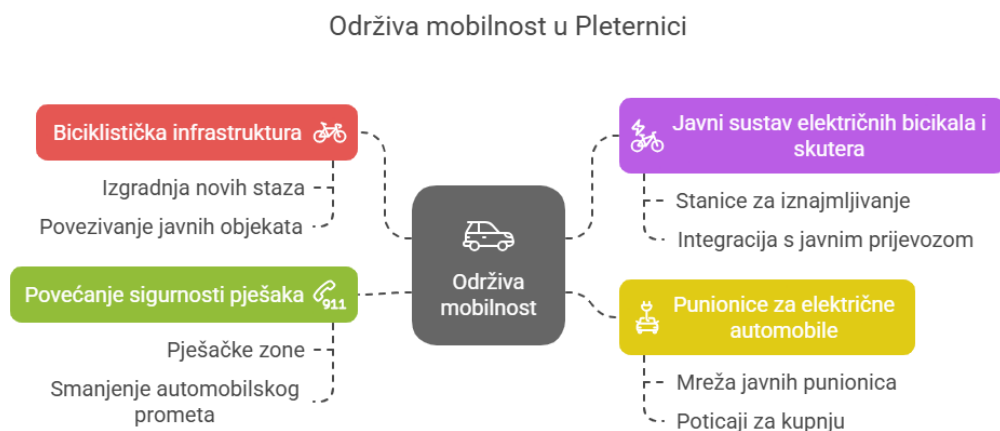 Održiva mobilnost u Pleternici
Biciklistička infrastruktura
Izgradnja novih staza
Povezivanje javnih objekata
Povećanje sigurnosti pješaka
911
Pješačke zone
Smanjenje automobilskog
prometa
Održiva
mobilnost
Javni sustav električnih bicikala i
skutera
Stanice za iznajmljivanje
Integracija s javnim prijevozom
Punionice za električne
automobile
Mreža javnih punionica
Poticaji za kupnju